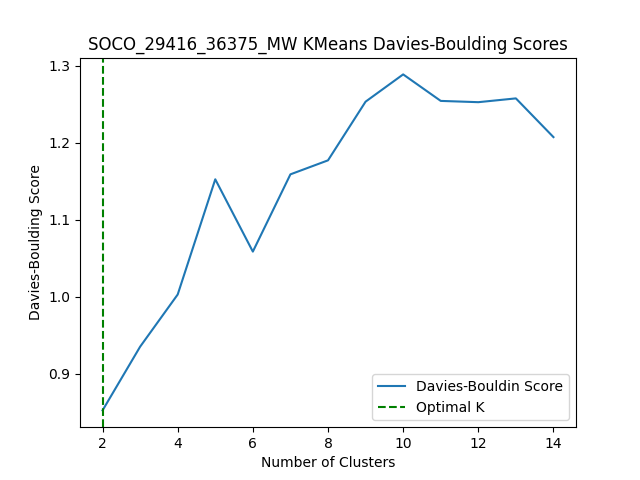 SOCO_29416_36375_MW KMeans Davies-Boulding Scores
1.3
1.2
1.1
1.0
0.9
Davies-Boulding Score
Davies-Bouldin Score
Optimal K
2 4 6 8 10 12 14
Number of Clusters